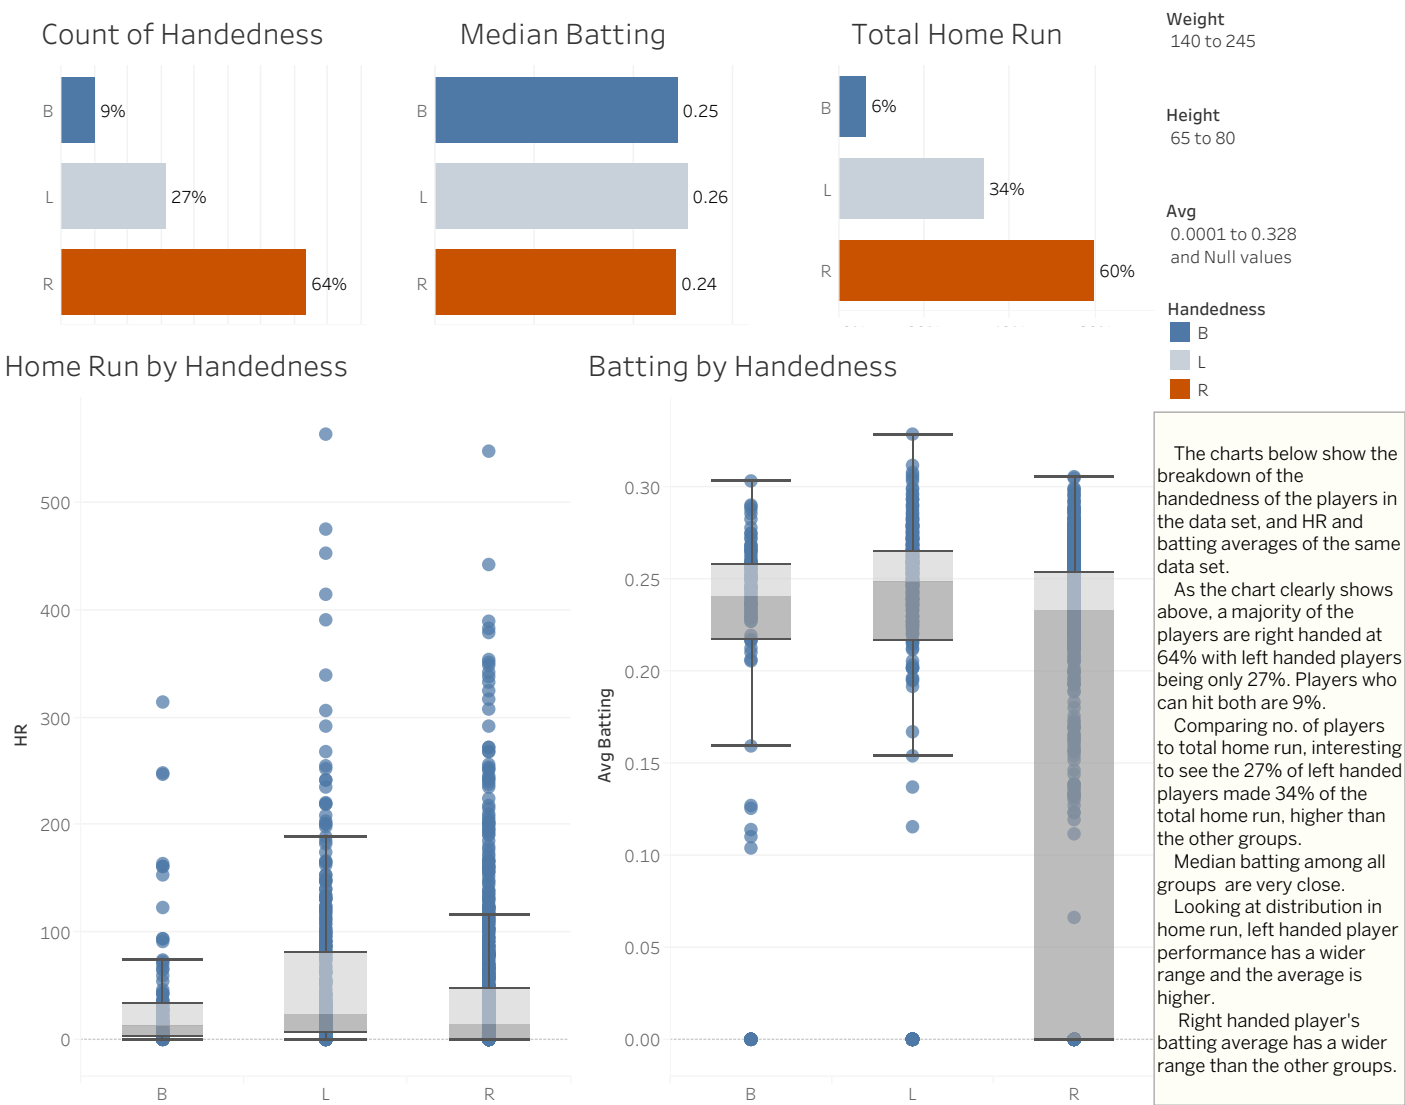 Count of Handedness
B
9%
L
27%
R
64%
Median Batting
B
0.25
L
0.26
R
0.24
Total Home Run
B
6%
L
34%
R
60%
Weight
140 to 245
Height
65 to 80
Avg
0.0001 to 0.328
and Null values
Handedness
B
L
R
Home Run by Handedness
HR
500
400
300
200
100
0
B
L
R
Batting by Handedness
Avg Batting
0.30
0.25
0.20
0.15
0.10
0.05
0.00
B
L
R
The charts below show the
breakdown of the
handedness of the players in
the data set, and HR and
batting averages of the same
data set.
As the chart clearly shows
above, a majority of the
players are right handed at
64% with left handed players
being only 27%. Players who
can hit both are 9%.
Comparing no. of players
to total home run, interesting
to see the 27% of left handed
players made 34% of the
total home run, higher than
the other groups.
Median batting among all
groups are very close.
Looking at distribution in
home run, left handed player
performance has a wider
range and the average is
higher.
Right handed player's
batting average has a wider
range than the other groups.